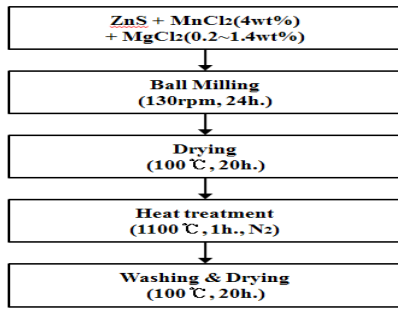 ZnS + MnCl₂(4wt%)
+ MgCl₂(0.2~1.4wt%)
Ball Milling
(130rpm, 24h.)
Drying
(100℃, 20h.)
Heat treatment
(1100℃, 1h., N₂)
Washing & Drying
(100℃, 20h.)